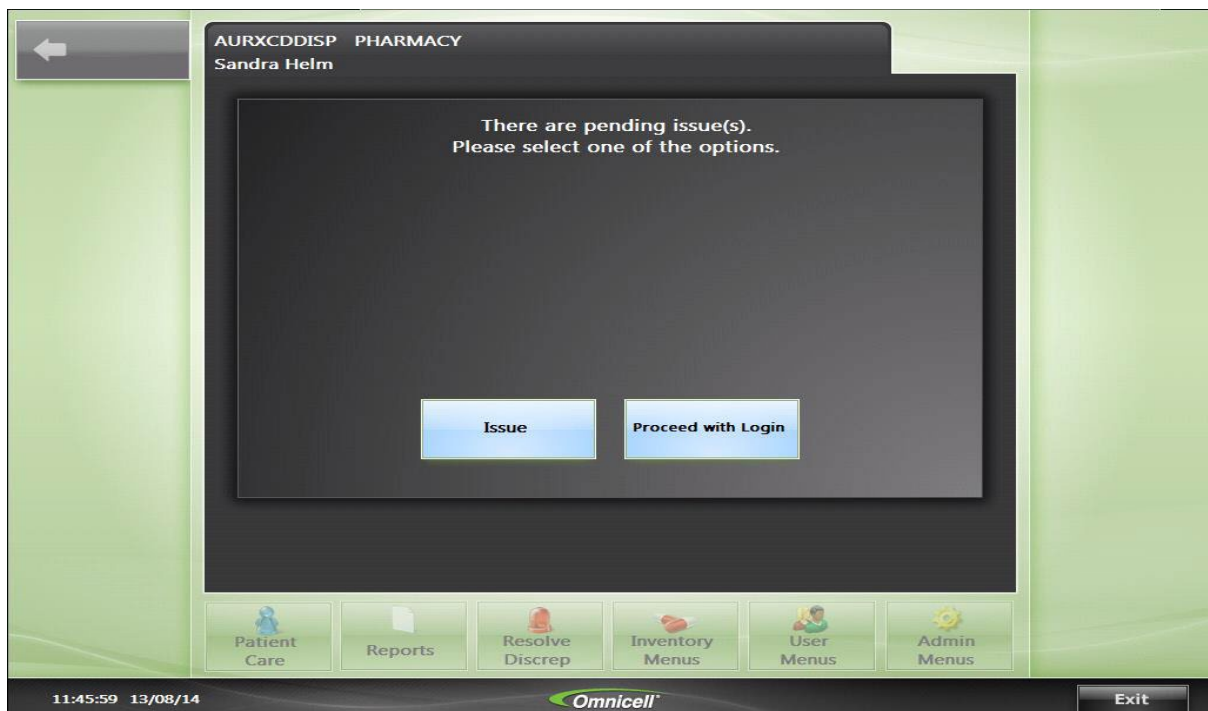 AURXCDDISP PHARMACY
Sandra Helm
There are pending issue(s).
Please select one of the options.
Issue
Proceed with Login
Patient
Care
Reports
Resolve
Discrep
Inventory
Menus
User
Menus
Admin
Menus
11:45:59 13/08/14
Omnicell
Exit